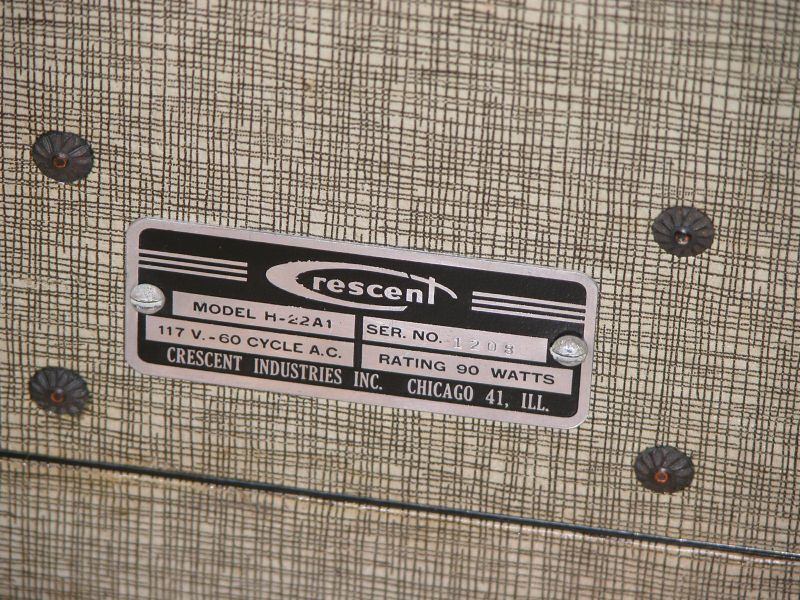 Crescent
MODEL H-22A1
SER. NO. 1208
117 V. - 60 CYCLE A.C.
RATING 90 WATTS
CRESCENT INDUSTRIES INC. CHICAGO 41, ILL.